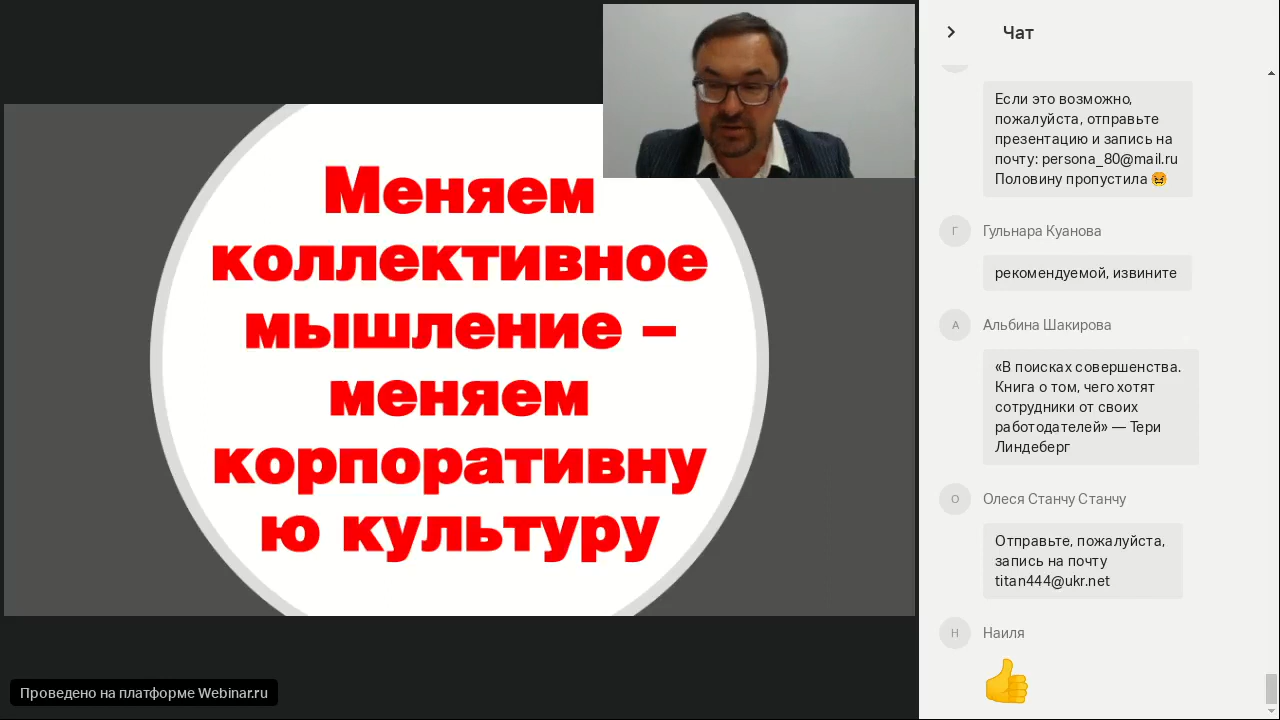 Меняем
коллективное
мышление –
меняем
корпоративну
ю культуру
Проведено на платформе Webinar.ru
Чат
Если это возможно,
пожалуйста, отправьте
презентацию и запись на
почту: persona_80@mail.ru
Половину пропустила 😝
Г
Гульнара Куанова
рекомендуемой, извините
А
Альбина Шакирова
«В поисках совершенства.
Книга о том, чего хотят
сотрудники от своих
работодателей» — Тери
Линдеберг
О
Олеся Станчу Станчу
Отправьте, пожалуйста,
запись на почту
titan444@ukr.net
Н
Наиля
👍